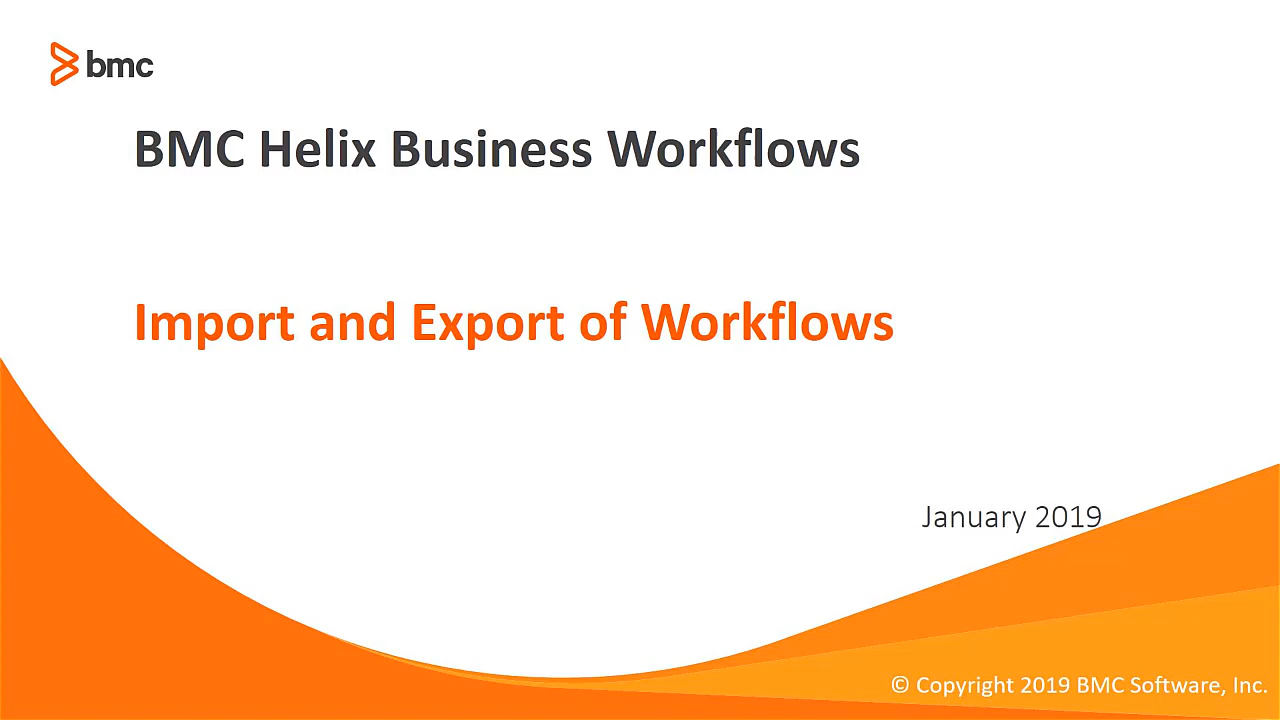 bmc
BMC Helix Business Workflows
Import and Export of Workflows
January 2019
© Copyright 2019 BMC Software, Inc.